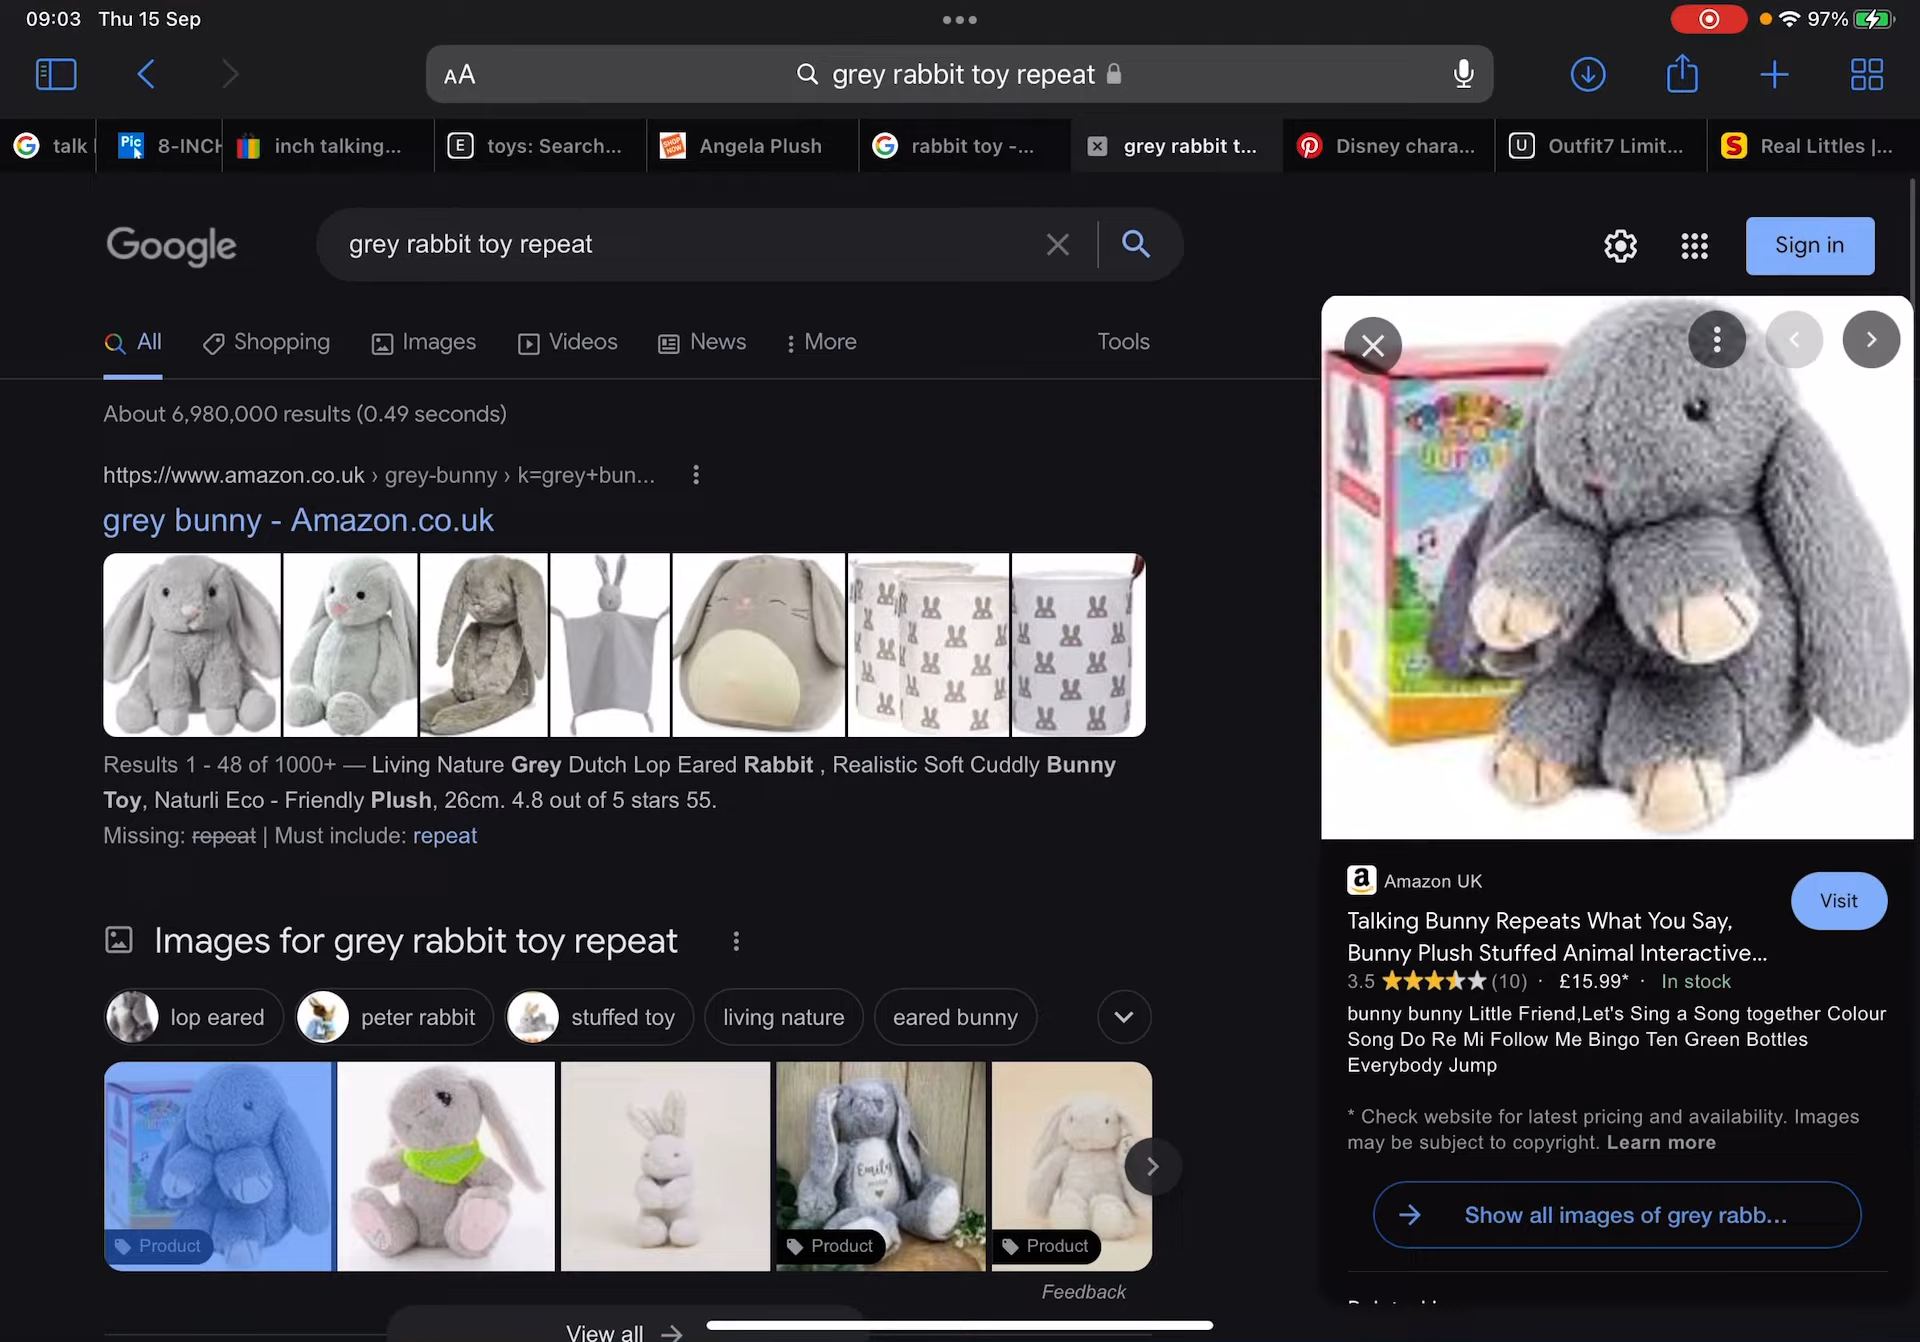 09:03 Thu 15 Sep
97%
AA
grey rabbit toy repeat
talk
Pic
8-INCH
inch talking...
E
toys: Search...
SHOP NOW
Angela Plush
rabbit toy -...
grey rabbit t...
Disney chara...
U
Outfit7 Limit...
S
Real Littles |...
Google
grey rabbit toy repeat
Sign in
All
Shopping
Images
Videos
News
More
Tools
About 6,980,000 results (0.49 seconds)
https://www.amazon.co.uk › grey-bunny › k=grey+bun...
grey bunny - Amazon.co.uk
Results 1 - 48 of 1000+ — Living Nature Grey Dutch Lop Eared Rabbit , Realistic Soft Cuddly Bunny
Toy, Naturli Eco - Friendly Plush, 26cm. 4.8 out of 5 stars 55.
Missing: repeat | Must include: repeat
Images for grey rabbit toy repeat
lop eared
peter rabbit
stuffed toy
living nature
eared bunny
Product
Emily
Product
Product
Feedback
View all
a Amazon UK
Visit
Talking Bunny Repeats What You Say,
Bunny Plush Stuffed Animal Interactive...
3.5 (10) · £15.99* · In stock
bunny bunny Little Friend,Let's Sing a Song together Colour
Song Do Re Mi Follow Me Bingo Ten Green Bottles
Everybody Jump
* Check website for latest pricing and availability. Images
may be subject to copyright. Learn more
Show all images of grey rabb...